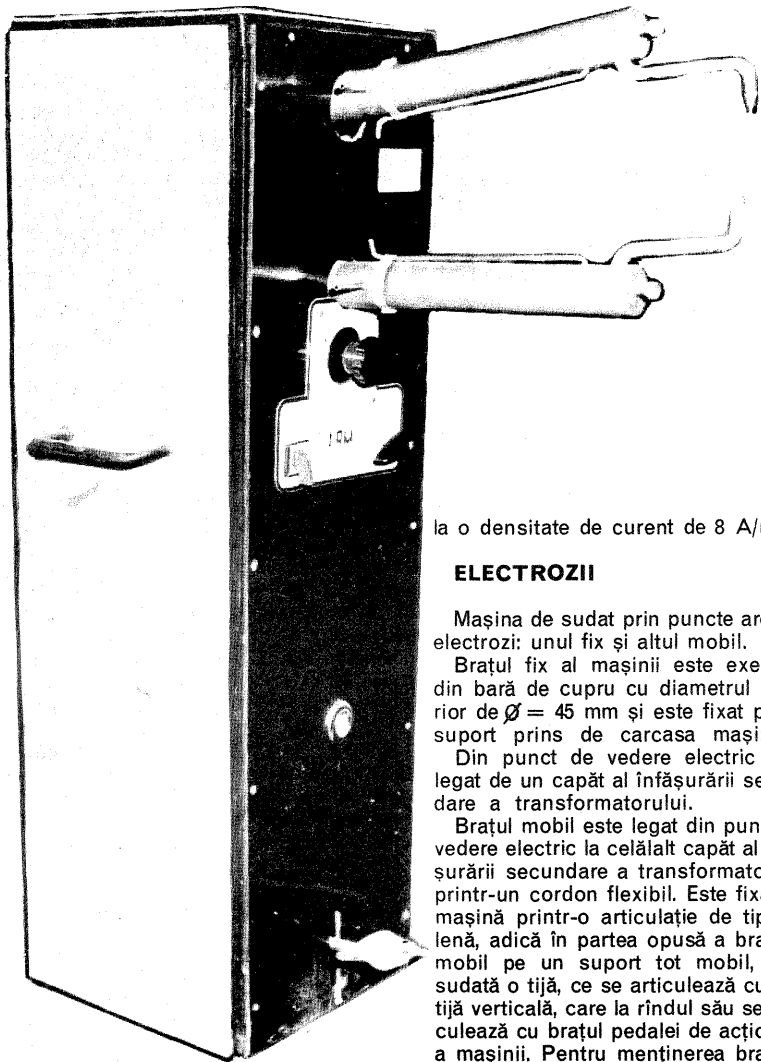 la o densitate de curent de 8 A/
ELECTROZII
Mașina de sudat prin puncte are
electrozi: unul fix și altul mobil.
Brațul fix al mașinii este exe
din bară de cupru cu diametrul
rior de Ø = 45 mm și este fixat p
suport prins de carcasa mași
Din punct de vedere electric
legat de un capăt al înfășurării se
dare a transformatorului.
Brațul mobil este legat din pun
vedere electric la celălalt capăt al
șurării secundare a transformato
printr-un cordon flexibil. Este fix
mașină printr-o articulație de tip
lenă, adică în partea opusă a bra
mobil pe un suport tot mobil,
sudată o tijă, ce se articulează cu
tijă verticală, care la rîndul său se
culează cu brațul pedalei de acțio
a mașinii. Pentru menținerea bra